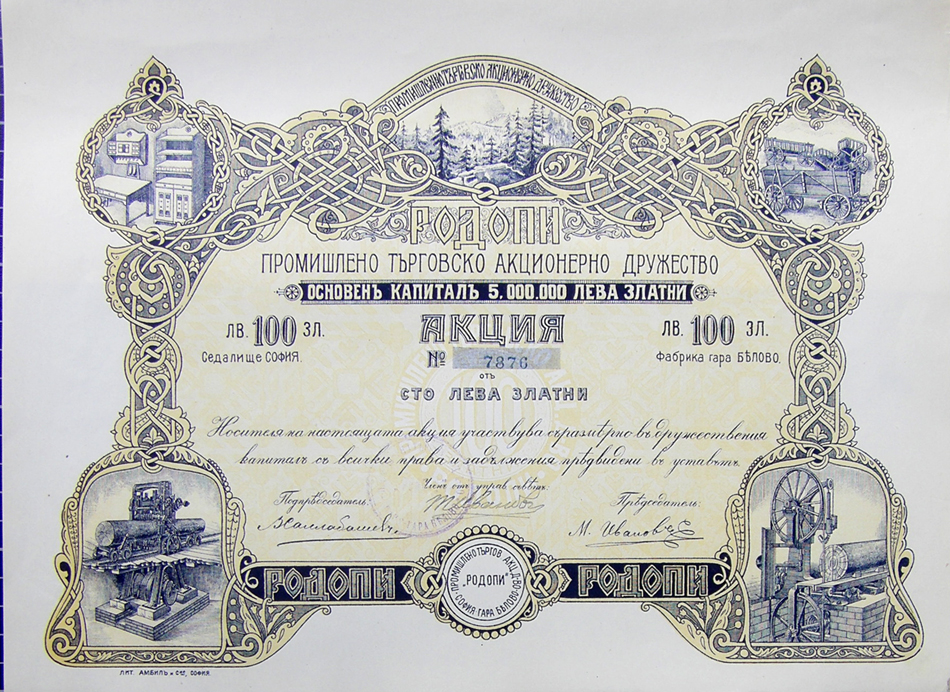 ПРОМИШЛЕНО ТЪРГОВСКО АКЦИОНЕРНО ДРУЖЕСТВО
РОДОПИ
ПРОМИШЛЕНО ТЪРГОВСКО АКЦИОНЕРНО ДРУЖЕСТВО
ОСНОВЕНЪ КАПИТАЛЪ 5.000.000 ЛЕВА ЗЛАТНИ
ЛВ. 100 ЗЛ. АКЦИЯ ЛВ. 100 ЗЛ.
Седалище СОФИЯ. № 7876 Фабрика гара БѢЛОВО.
отъ
СТО ЛЕВА ЗЛАТНИ
Носителя на настоящата акция участвува съразмѣрно въ дружествения
капиталъ съ всички права и задължения прѣдвидени въ уставътъ.
Членъ отъ управ. съвѣтъ:
Подпрѣдседатель: Прѣдседатель:
М. Ивановъ
РОДОПИ РОДОПИ
ПРОМИШЛЕНО ТЪРГОВ. АКЦ. Д-ВО
"РОДОПИ"
СОФИЯ ГАРА БѢЛОВО
ЛИТ. АМБИЛЪ & Сие, СОФИЯ.